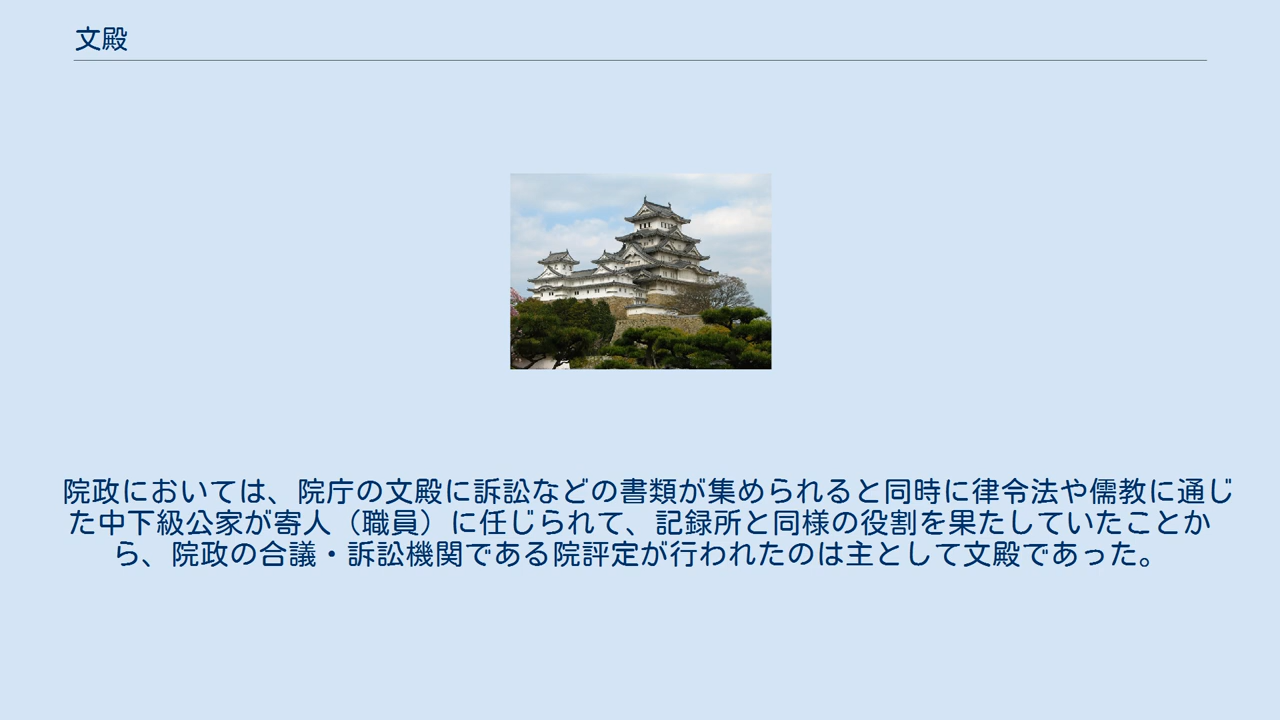 文殿
院政においては、院庁の文殿に訴訟などの書類が集められると同時に律令法や儒教に通じ
た中下級公家が寄人（職員）に任じられて、記録所と同様の役割を果たしていたことか
ら、院政の合議・訴訟機関である院評定が行われたのは主として文殿であった。